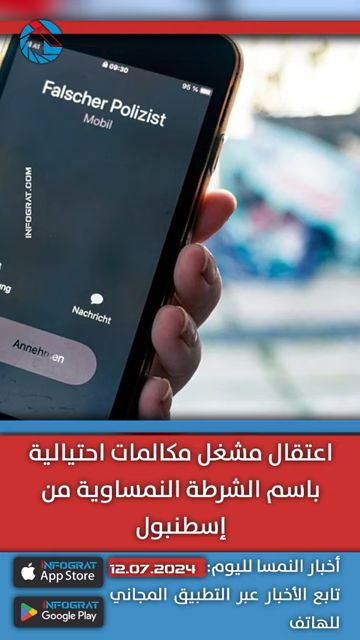 A1
09:30
95 %
Falscher Polizist
Mobil
INFOGRAT.COM
Nachricht
Annehmen
اعتقال مشغل مكالمات احتيالية
باسم الشرطة النمساوية من
إسطنبول
أخبار النمسا لليوم: 12.07.2024
تابع الأخبار عبر التطبيق المجاني
للهاتف
INFOGRAT
App Store
INFOGRAT
Google Play